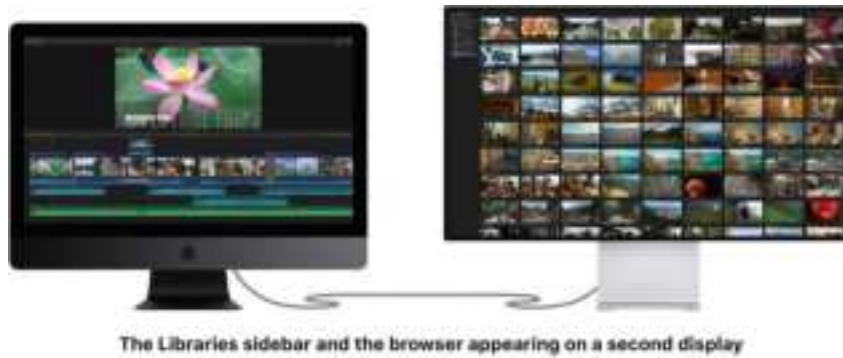 The Libraries sidebar and the browser appearing on a second display